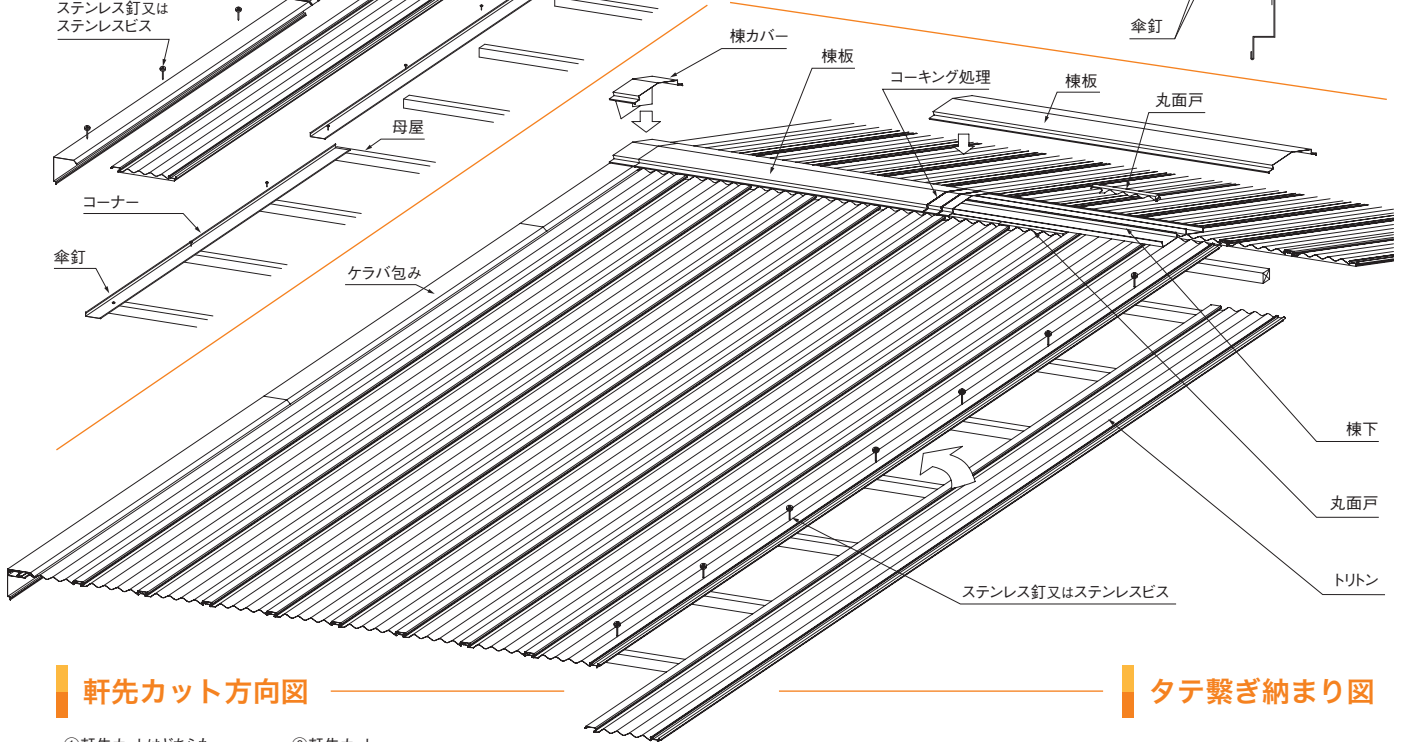 ステンレス釘又は
ステンレスビス
傘釘
棟カバー
棟板
コーキング処理
棟板
丸面戸
母屋
コーナー
傘釘
ケラバ包み
棟下
丸面戸
トリトン
ステンレス釘又はステンレスビス
軒先カット方向図
タテ繋ぎ納まり図